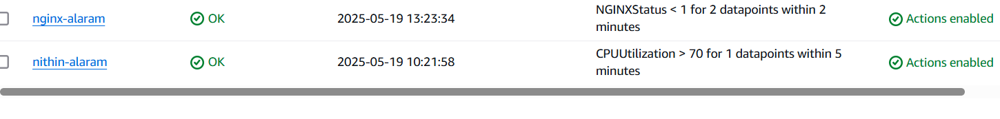 nginx-alaram OK 2025-05-19 13:23:34 NGINXStatus < 1 for 2 datapoints within 2
minutes Actions enabled
nithin-alaram OK 2025-05-19 10:21:58 CPUUtilization > 70 for 1 datapoints within 5
minutes Actions enabled